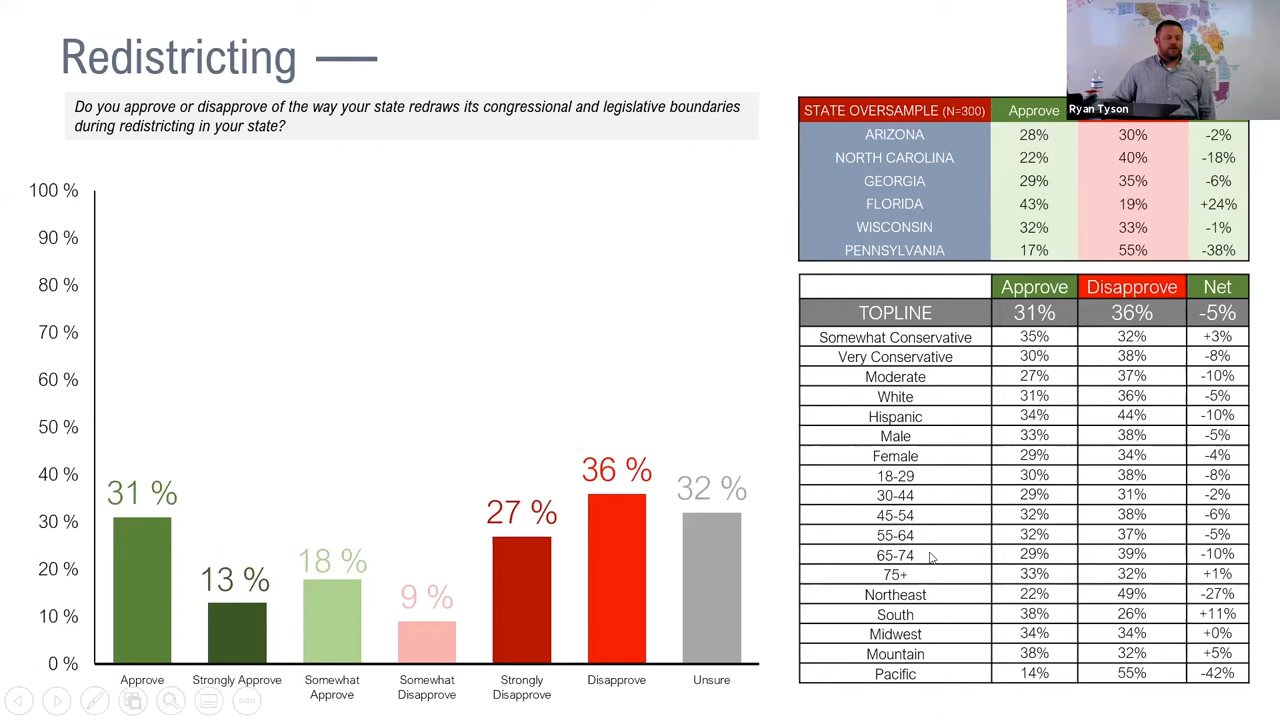 Redistricting
Do you approve or disapprove of the way your state redraws its congressional and legislative boundaries
during redistricting in your state?
100 %
90 %
80 %
70 %
60 %
50 %
40 %
30 %
20 %
10 %
0 %
31 %
13 %
18 %
9 %
27 %
36 %
32 %
Approve
Strongly Approve
Somewhat
Approve
Somewhat
Disapprove
Strongly
Disapprove
Disapprove
Unsure
Ryan Tyson
STATE OVERSAMPLE (N=300) Approve
ARIZONA 28% 30% -2%
NORTH CAROLINA 22% 40% -18%
GEORGIA 29% 35% -6%
FLORIDA 43% 19% +24%
WISCONSIN 32% 33% -1%
PENNSYLVANIA 17% 55% -38%
Approve Disapprove Net
TOPLINE 31% 36% -5%
Somewhat Conservative 35% 32% +3%
Very Conservative 30% 38% -8%
Moderate 27% 37% -10%
White 31% 36% -5%
Hispanic 34% 44% -10%
Male 33% 38% -5%
Female 29% 34% -4%
18-29 30% 38% -8%
30-44 29% 31% -2%
45-54 32% 38% -6%
55-64 32% 37% -5%
65-74 29% 39% -10%
75+ 33% 32% +1%
Northeast 22% 49% -27%
South 38% 26% +11%
Midwest 34% 34% +0%
Mountain 38% 32% +5%
Pacific 14% 55% -42%